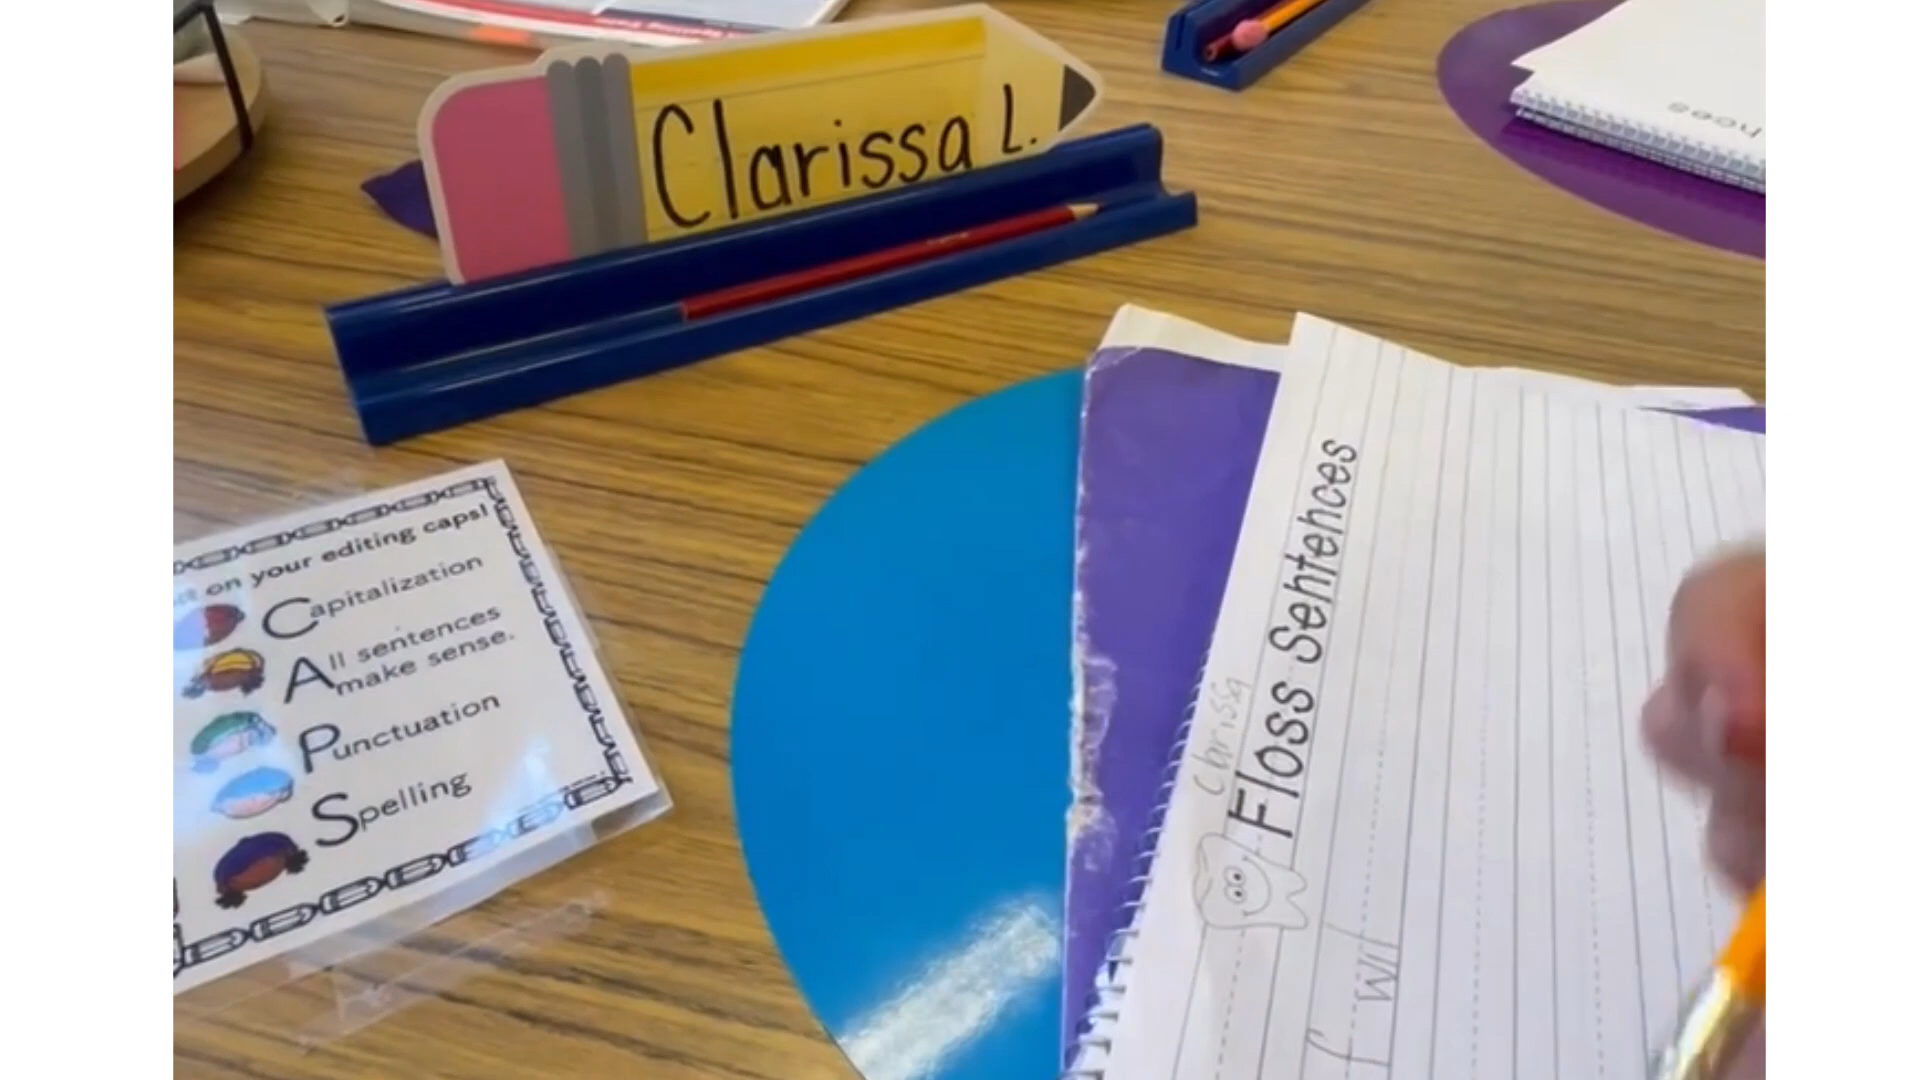 Clarissa L.
on your editing caps!
Capitalization
All sentences
make sense.
Punctuation
Spelling
Clarissa
Floss Sentences